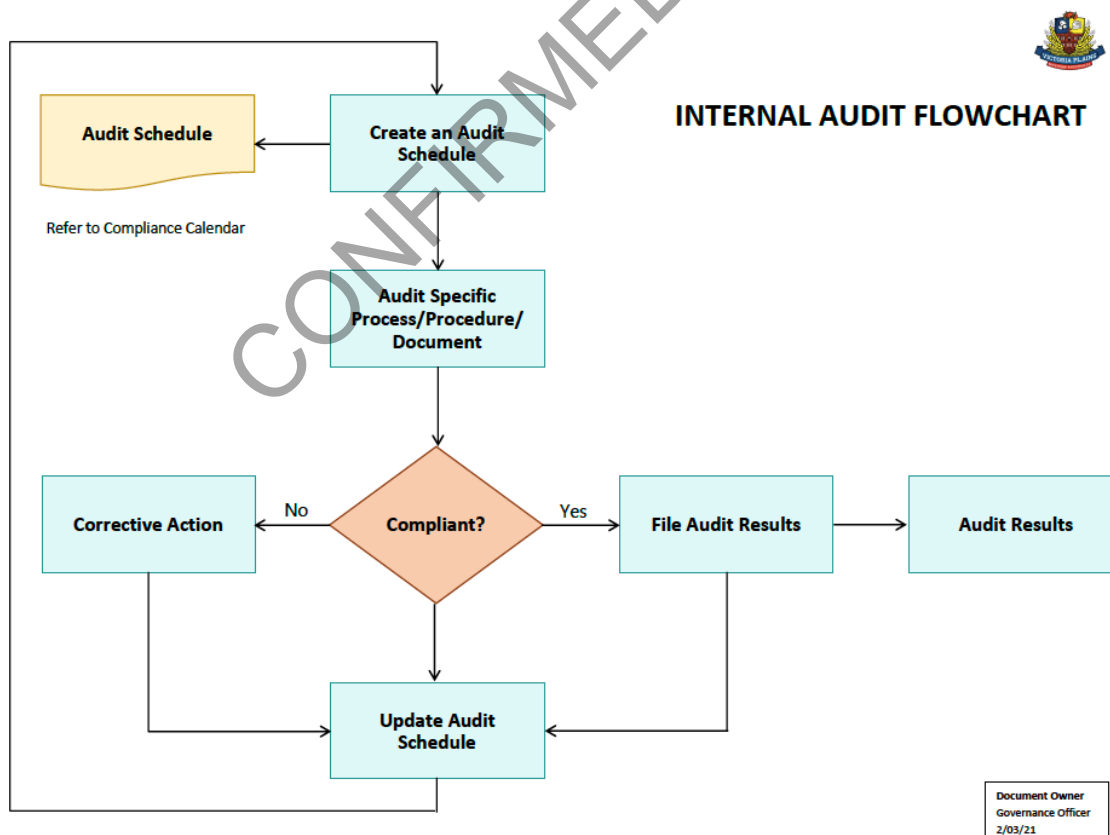 VICTORIA PLAINS
INTERNAL AUDIT FLOWCHART
Audit Schedule
Create an Audit
Schedule
Refer to Compliance Calendar
Audit Specific
Process/Procedure/
Document
Corrective Action
No
Compliant?
Yes
File Audit Results
Audit Results
Update Audit
Schedule
Document Owner
Governance Officer
2/03/21